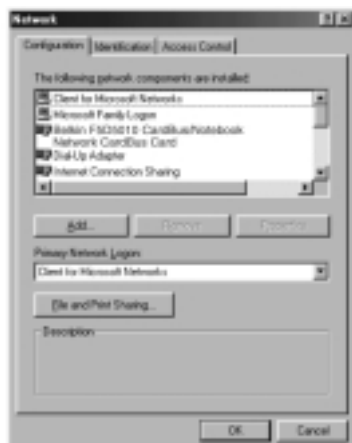 Network
Configuration Identification Access Control
The following network components are installed:
Client for Microsoft Networks
Microsoft Family Logon
Belkin F5D5010 CardBus/Notebook
Network CardBus Card
Dial-Up Adapter
Internet Connection Sharing
Add... Remove Properties
Primary Network Logon:
Client for Microsoft Networks
File and Print Sharing...
Description
OK Cancel